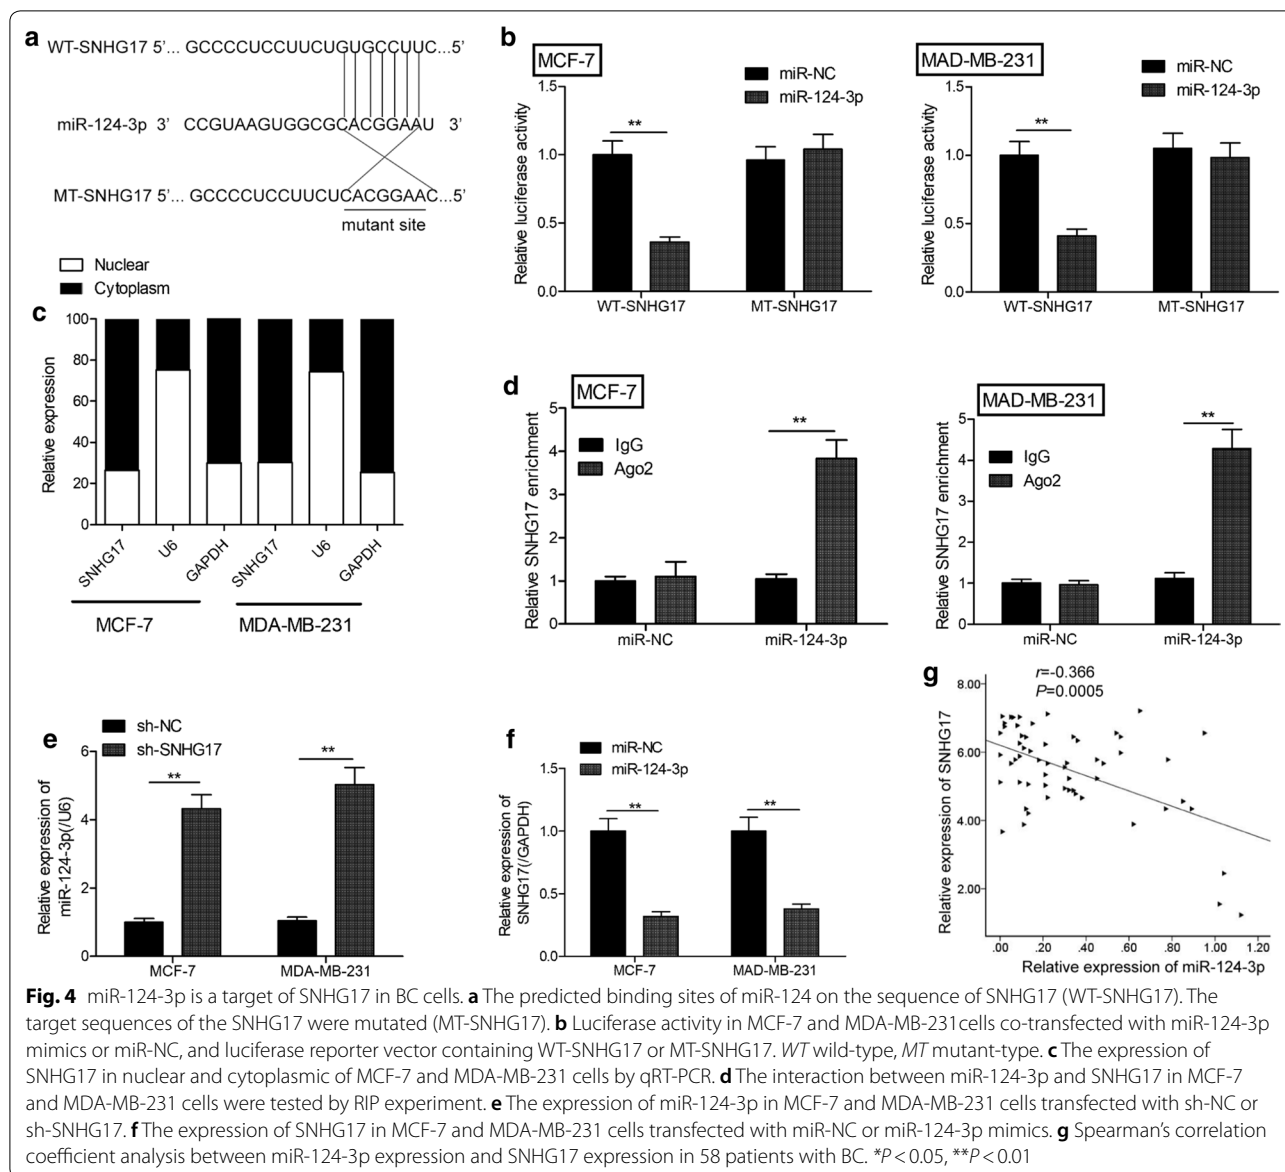 a
WT-SNHG17 5’... GCCCCUCCUUCUGUGCCUUC...5’
miR-124-3p 3’ CCGUAAGUGGCGCACGGAAU 3’
MT-SNHG17 5’... GCCCCUCCUUCUCACGGAAC...5’
mutant site
b
MCF-7
miR-NC
miR-124-3p
Relative luciferase activity
1.5
1.0
0.5
0.0
**
WT-SNHG17 MT-SNHG17
MAD-MB-231
miR-NC
miR-124-3p
Relative luciferase activity
1.5
1.0
0.5
0.0
**
WT-SNHG17 MT-SNHG17
Nuclear
Cytoplasm
c
Relative expression
100
80
60
40
20
0
SNHG17 U6 GAPDH SNHG17 U6 GAPDH
MCF-7 MDA-MB-231
d
MCF-7
IgG
Ago2
Relative SNHG17 enrichment
5
4
3
2
1
0
**
miR-NC miR-124-3p
MAD-MB-231
IgG
Ago2
Relative SNHG17 enrichment
5
4
3
2
1
0
**
miR-NC miR-124-3p
e
sh-NC
sh-SNHG17
Relative expression of
miR-124-3p(/U6)
6
4
2
0
** **
MCF-7 MDA-MB-231
f
miR-NC
miR-124-3p
Relative expression of
SNHG17(/GAPDH)
1.5
1.0
0.5
0.0
** **
MCF-7 MAD-MB-231
g
r=-0.366
P=0.0005
Relative expression of SNHG17
8.00
6.00
4.00
2.00
.00 .20 .40 .60 .80 1.00 1.20
Relative expression of miR-124-3p
Fig. 4 miR-124-3p is a target of SNHG17 in BC cells. a The predicted binding sites of miR-124 on the sequence of SNHG17 (WT-SNHG17). The
target sequences of the SNHG17 were mutated (MT-SNHG17). b Luciferase activity in MCF-7 and MDA-MB-231cells co-transfected with miR-124-3p
mimics or miR-NC, and luciferase reporter vector containing WT-SNHG17 or MT-SNHG17. WT wild-type, MT mutant-type. c The expression of
SNHG17 in nuclear and cytoplasmic of MCF-7 and MDA-MB-231 cells by qRT-PCR. d The interaction between miR-124-3p and SNHG17 in MCF-7
and MDA-MB-231 cells were tested by RIP experiment. e The expression of miR-124-3p in MCF-7 and MDA-MB-231 cells transfected with sh-NC or
sh-SNHG17. f The expression of SNHG17 in MCF-7 and MDA-MB-231 cells transfected with miR-NC or miR-124-3p mimics. g Spearman’s correlation
coefficient analysis between miR-124-3p expression and SNHG17 expression in 58 patients with BC. *P < 0.05, **P < 0.01